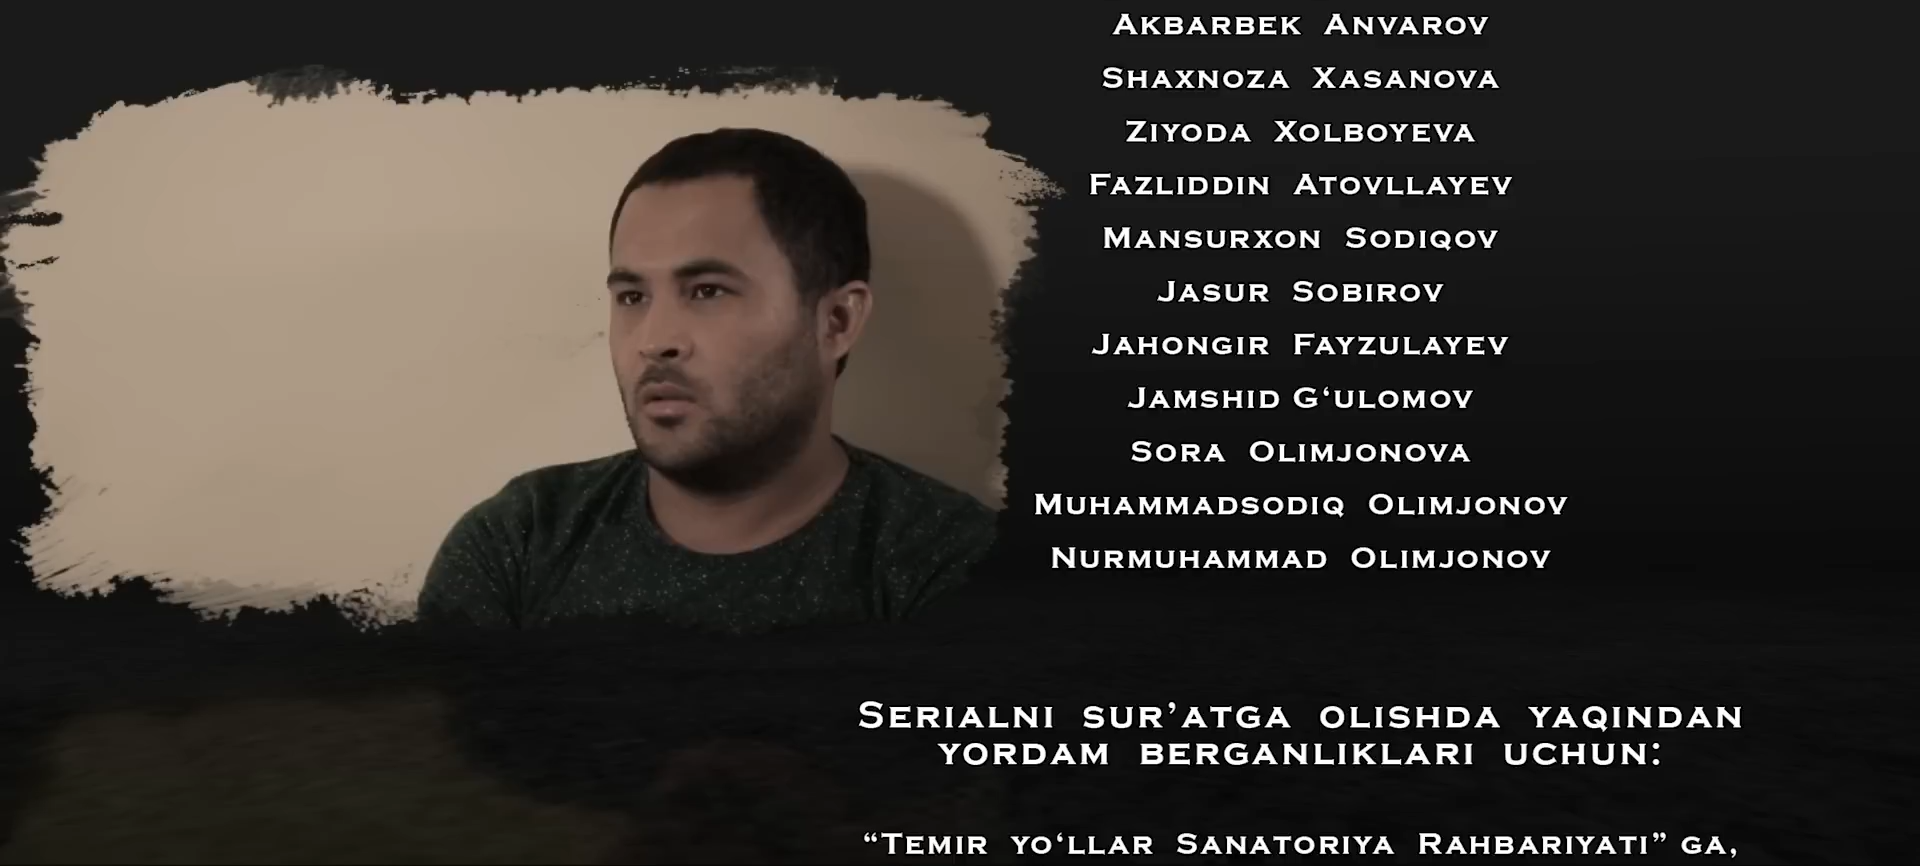 AKBARBEK ANVAROV
SHAXNOZA XASANOVA
ZIYODA XOLBOYEVA
FAZLIDDIN ATOVLLAYEV
MANSURXON SODIQOV
JASUR SOBIROV
JAHONGIR FAYZULAYEV
JAMSHID G‘ULOMOV
SORA OLIMJONOVA
MUHAMMADSODIQ OLIMJONOV
NURMUHAMMAD OLIMJONOV
SERIALNI SUR’ATGA OLISHDA YAQINDAN
YORDAM BERGANLIKLARI UCHUN:
“TEMIR YO‘LLAR SANATORIYA RAHBARIYATI” GA,